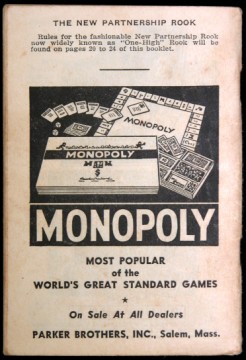 THE NEW PARTNERSHIP ROOK
Rules for the fashionable New Partnership Rook
now widely known as "One-High" Rook will be
found on pages 20 to 24 of this booklet.
MONOPOLY
MONOPOLY
MONOPOLY
MOST POPULAR
of the
WORLD'S GREAT STANDARD GAMES
★
On Sale At All Dealers
PARKER BROTHERS, INC., Salem, Mass.